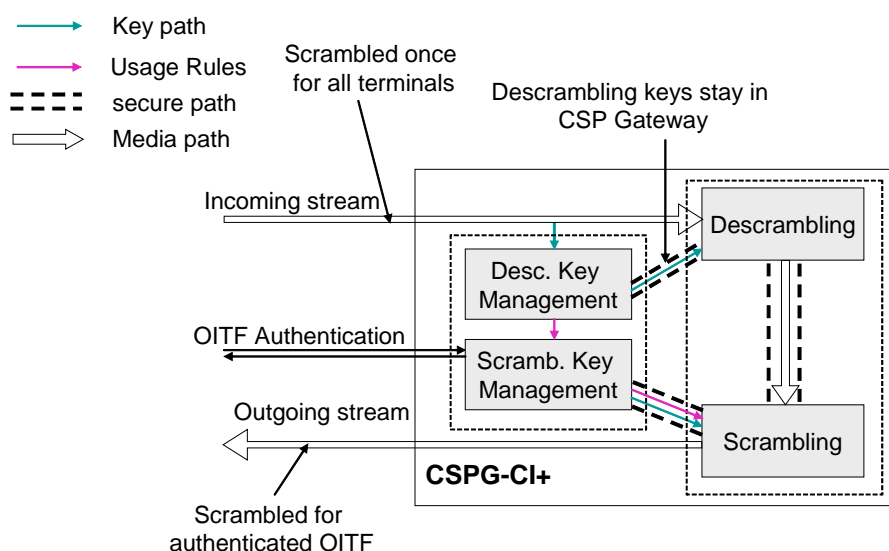 Key path
Usage Rules
secure path
Media path
Scrambled once
for all terminals
Descrambling keys stay in
CSP Gateway
Incoming stream
Descrambling
Desc. Key
Management
OITF Authentication
Scramb. Key
Management
Outgoing stream
Scrambling
CSPG-CI+
Scrambled for
authenticated OITF